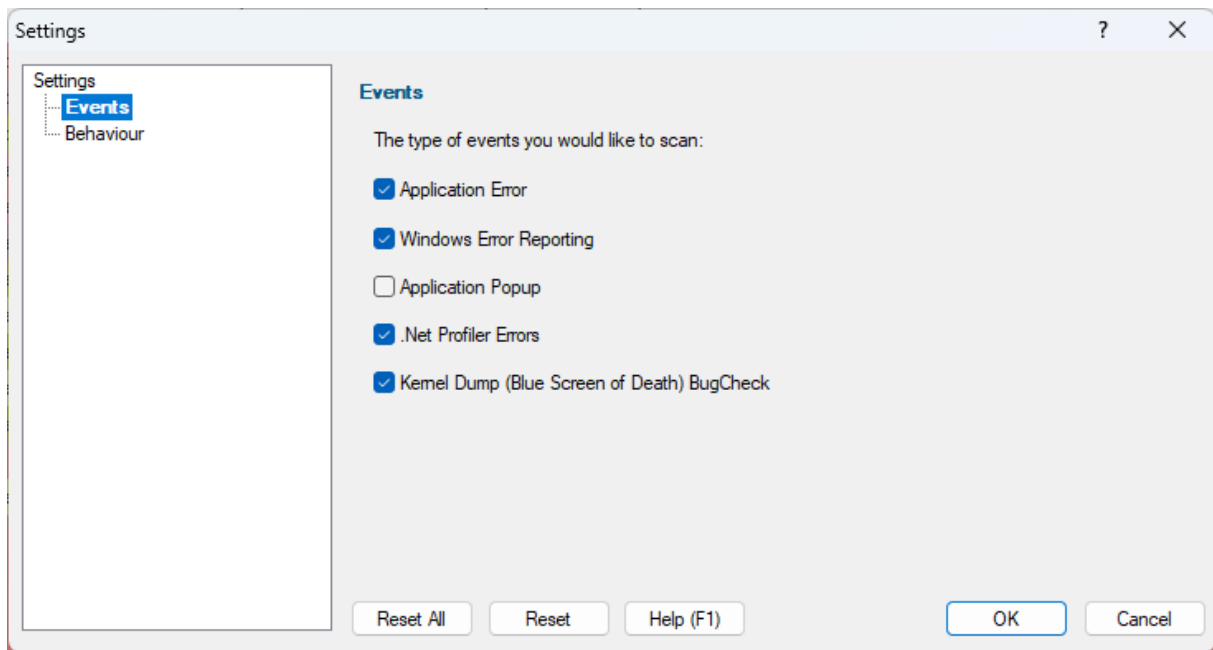 Settings
?
Settings
Events
Behaviour
Events
The type of events you would like to scan:
Application Error
Windows Error Reporting
Application Popup
.Net Profiler Errors
Kernel Dump (Blue Screen of Death) BugCheck
Reset All Reset Help (F1) OK Cancel